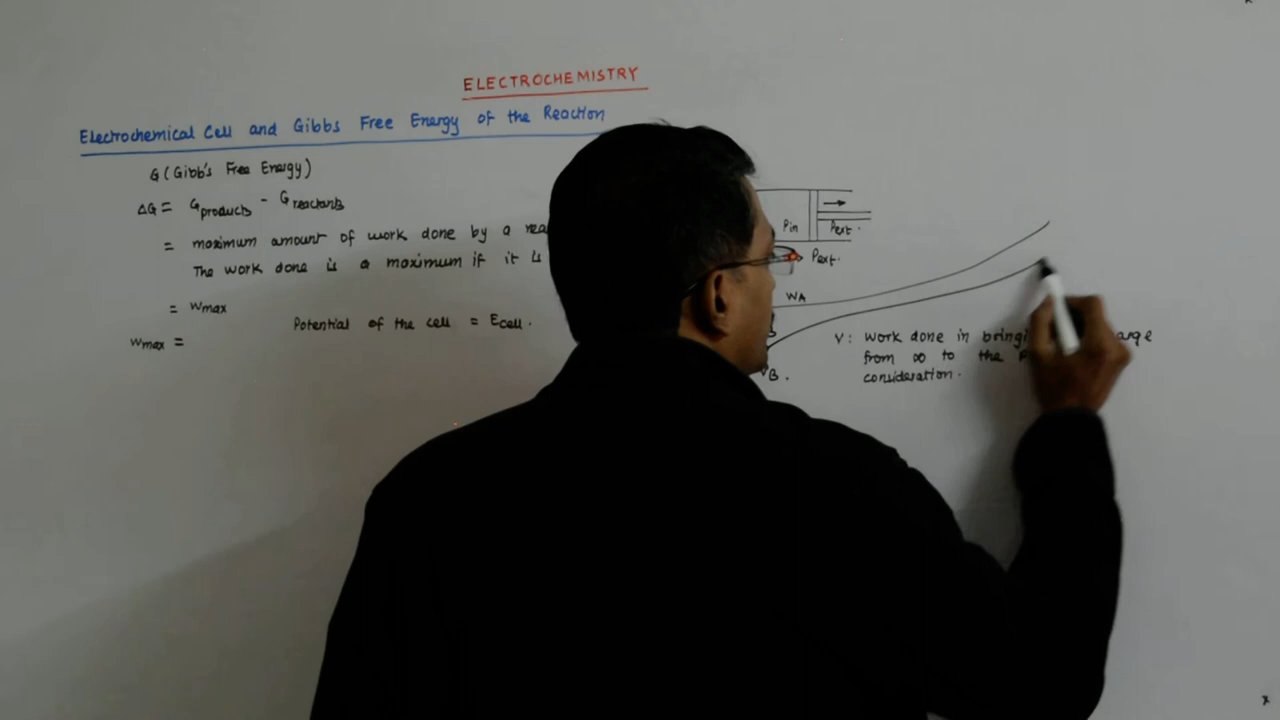 ELECTROCHEMISTRY
Electrochemical Cell and Gibbs Free Energy of the Reaction
G (Gibb's Free Energy)
ΔG = Gproducts - Greactants
= maximum amount of work done by a
The work done is a maximum if it is
= wmax
Potential of the cell = Ecell.
wmax =
Pin Pext.
Pext.
WA
B.
V: Work done in
from ∞ to the
consideration.